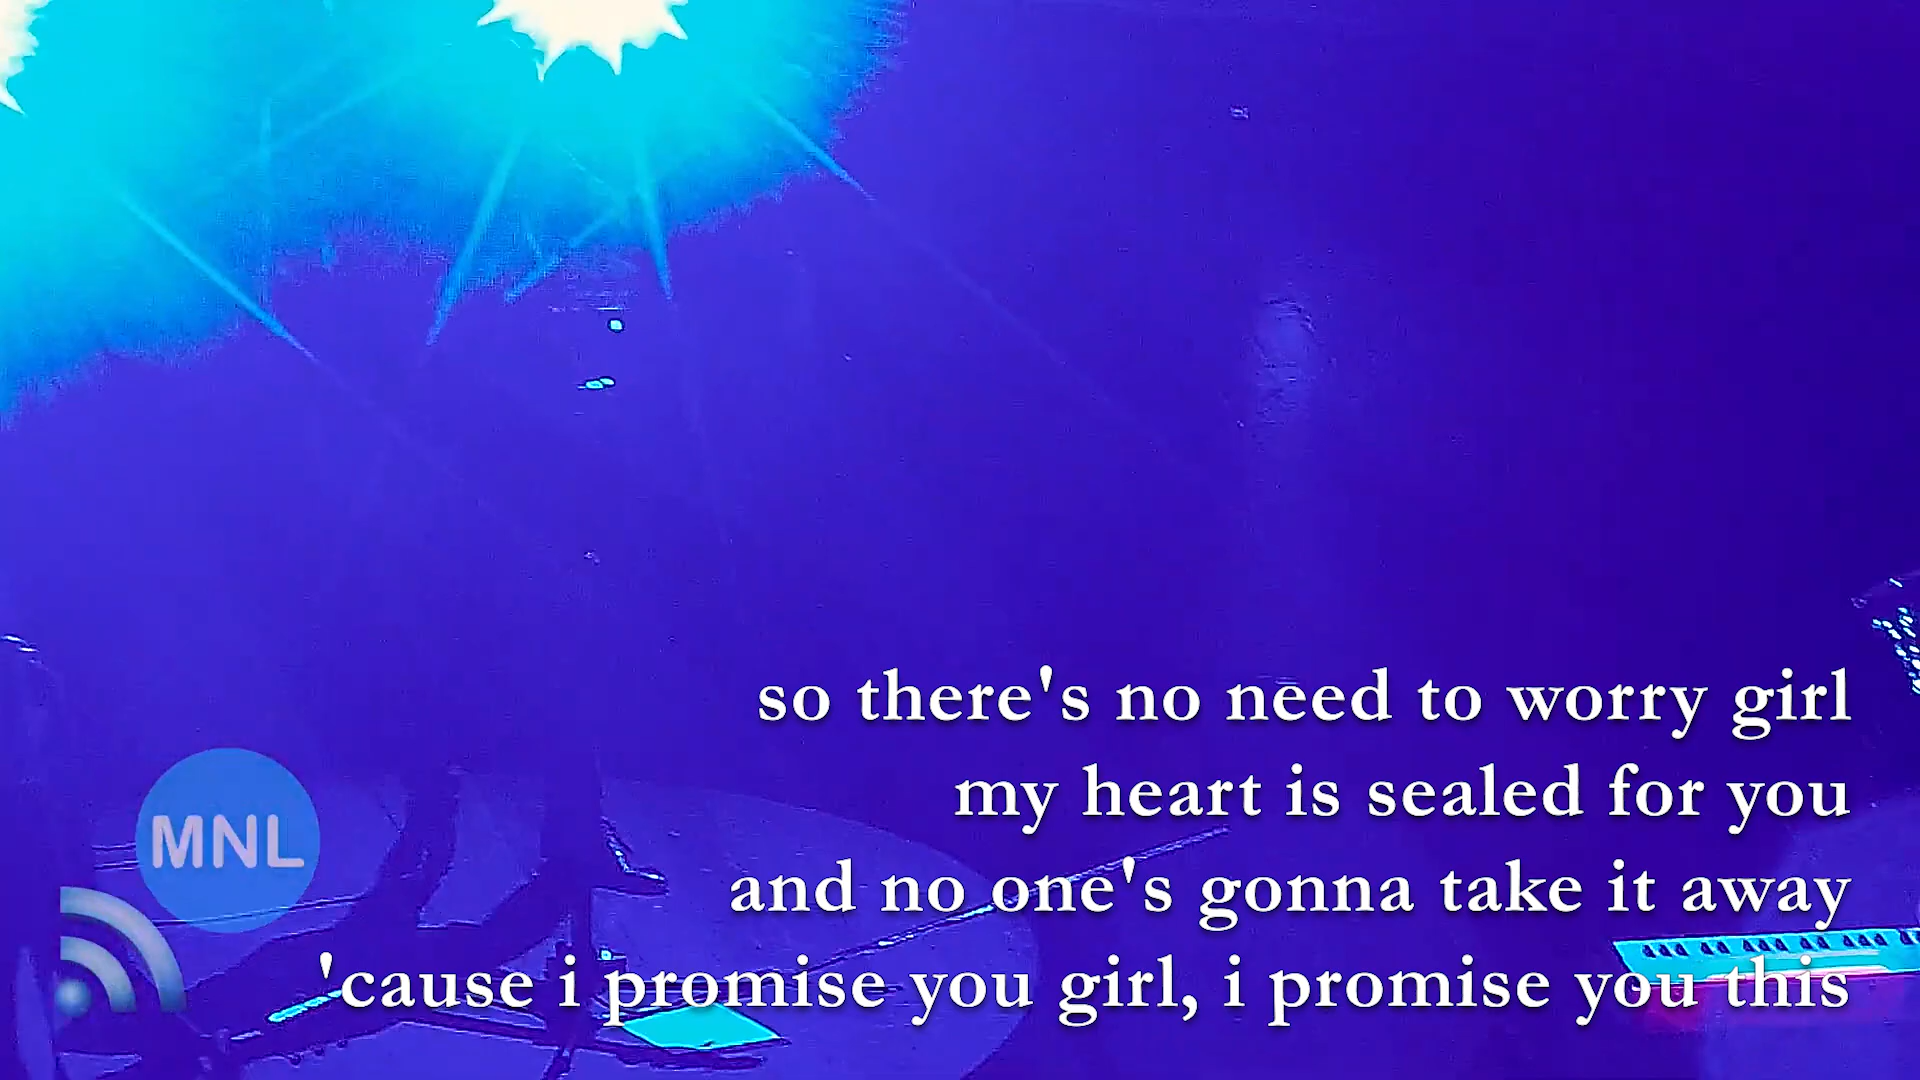 so there's no need to worry girl
my heart is sealed for you
and no one's gonna take it away
'cause i promise you girl, i promise you this
MNL